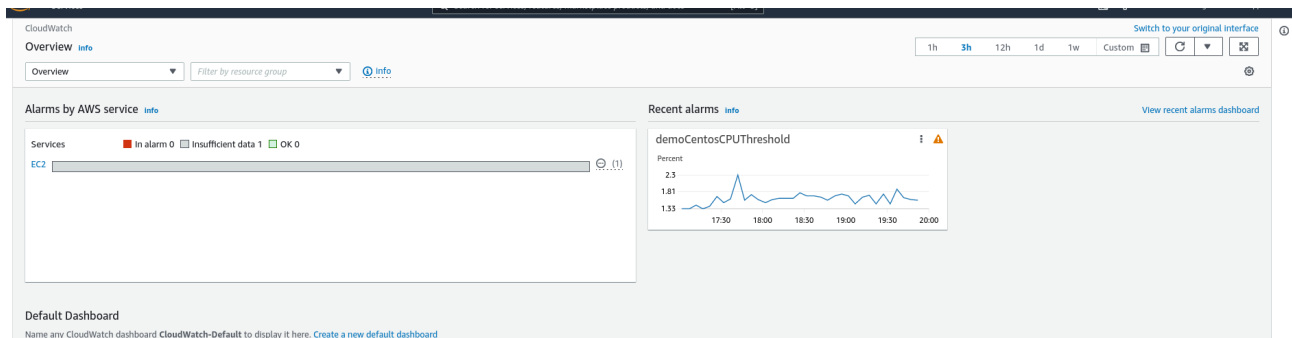 CloudWatch
Switch to your original interface
Overview Info
1h 3h 12h 1d 1w Custom
Overview
Filter by resource group
Info
Alarms by AWS service Info
Recent alarms Info
View recent alarms dashboard
Services
In alarm 0 Insufficient data 1 OK 0
EC2
(1)
demoCentosCPUThreshold
Percent
2.3
1.81
1.33
17:30 18:00 18:30 19:00 19:30 20:00
Default Dashboard
Name any CloudWatch dashboard CloudWatch-Default to display it here. Create a new default dashboard